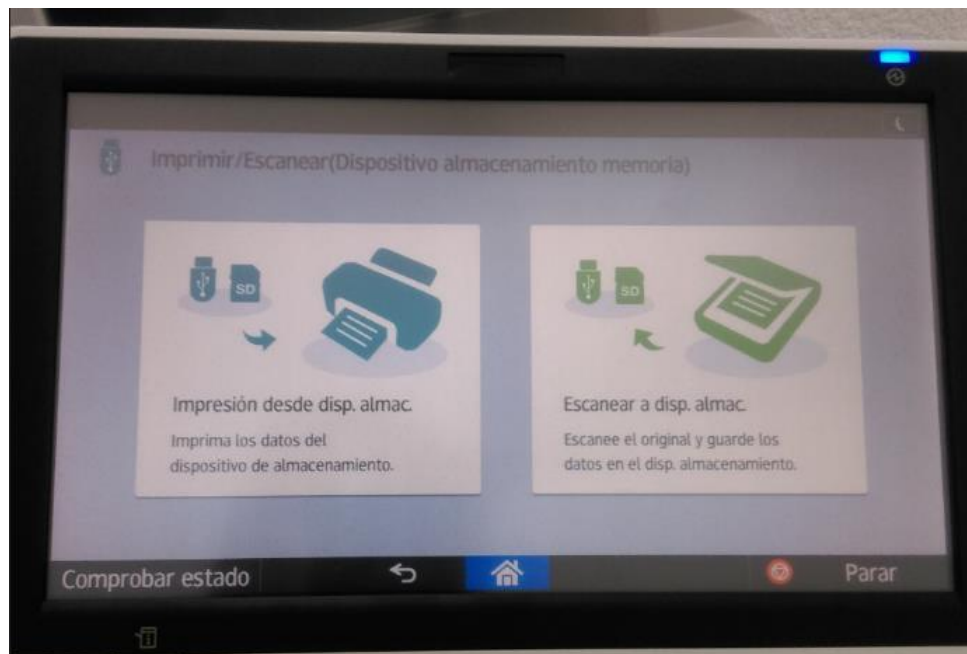 Imprimir/Escanear(Dispositivo almacenamiento memoria)
SD
Impresión desde disp. almac.
Imprima los datos del
dispositivo de almacenamiento.
SD
Escanear a disp. almac.
Escanee el original y guarde los
datos en el disp. almacenamiento.
Comprobar estado
Parar